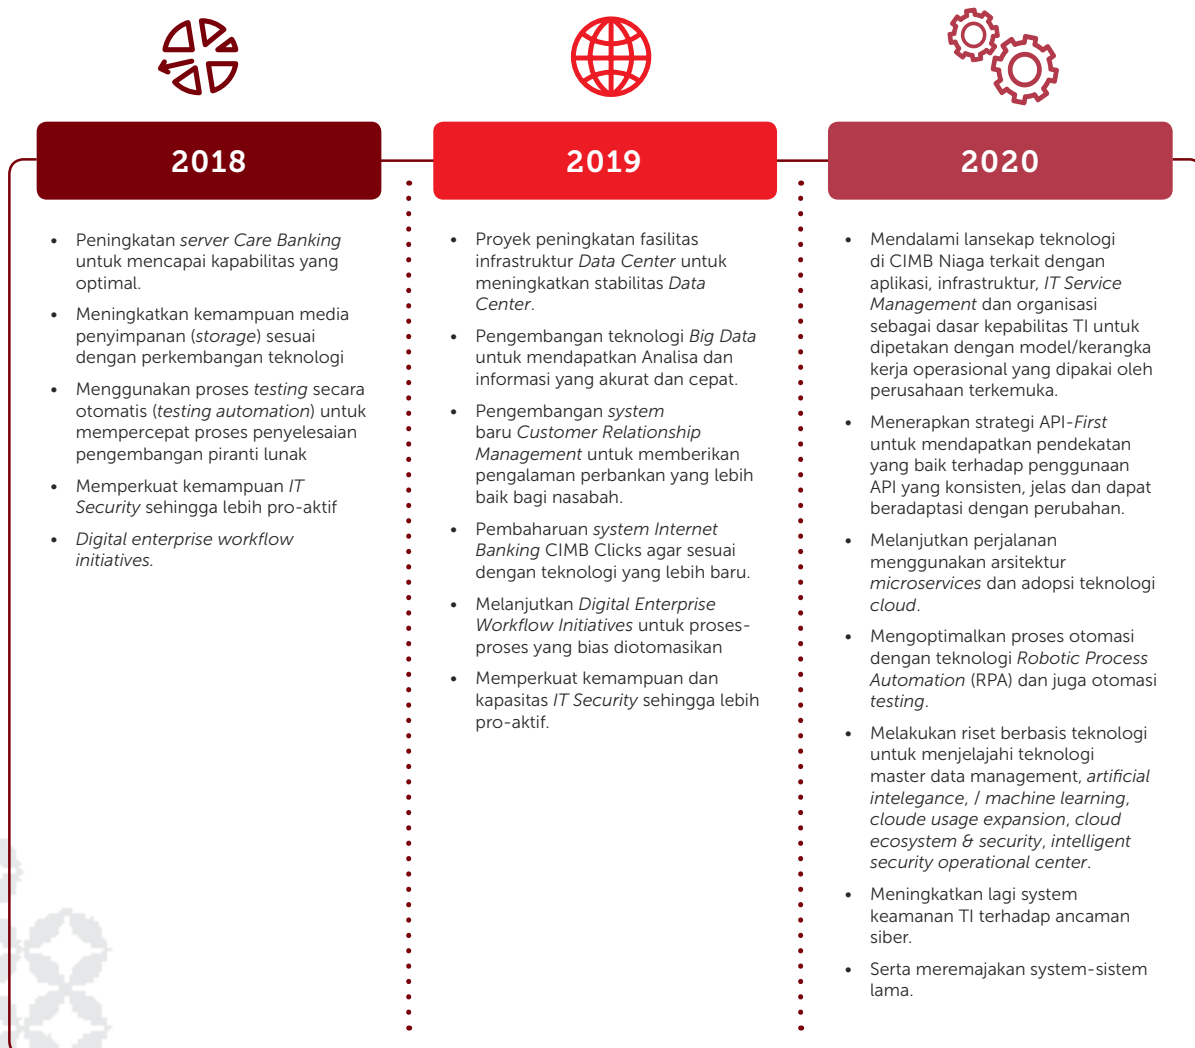 2018
• Peningkatan server Care Banking
untuk mencapai kapabilitas yang
optimal.
• Meningkatkan kemampuan media
penyimpanan (storage) sesuai
dengan perkembangan teknologi
• Menggunakan proses testing secara
otomatis (testing automation) untuk
mempercepat proses penyelesaian
pengembangan piranti lunak
• Memperkuat kemampuan IT
Security sehingga lebih pro-aktif
• Digital enterprise workflow
initiatives.
2019
• Proyek peningkatan fasilitas
infrastruktur Data Center untuk
meningkatkan stabilitas Data
Center.
• Pengembangan teknologi Big Data
untuk mendapatkan Analisa dan
informasi yang akurat dan cepat.
• Pengembangan system
baru Customer Relationship
Management untuk memberikan
pengalaman perbankan yang lebih
baik bagi nasabah.
• Pembaharuan system Internet
Banking CIMB Clicks agar sesuai
dengan teknologi yang lebih baru.
• Melanjutkan Digital Enterprise
Workflow Initiatives untuk proses-
proses yang bias diotomasikan
• Memperkuat kemampuan dan
kapasitas IT Security sehingga lebih
pro-aktif.
2020
• Mendalami lansekap teknologi
di CIMB Niaga terkait dengan
aplikasi, infrastruktur, IT Service
Management dan organisasi
sebagai dasar kepabilitas TI untuk
dipetakan dengan model/kerangka
kerja operasional yang dipakai oleh
perusahaan terkemuka.
• Menerapkan strategi API-First
untuk mendapatkan pendekatan
yang baik terhadap penggunaan
API yang konsisten, jelas dan dapat
beradaptasi dengan perubahan.
• Melanjutkan perjalanan
menggunakan arsitektur
microservices dan adopsi teknologi
cloud.
• Mengoptimalkan proses otomasi
dengan teknologi Robotic Process
Automation (RPA) dan juga otomasi
testing.
• Melakukan riset berbasis teknologi
untuk menjelajahi teknologi
master data management, artificial
intelegance, / machine learning,
cloude usage expansion, cloud
ecosystem & security, intelligent
security operational center.
• Meningkatkan lagi system
keamanan TI terhadap ancaman
siber.
• Serta meremajakan system-sistem
lama.